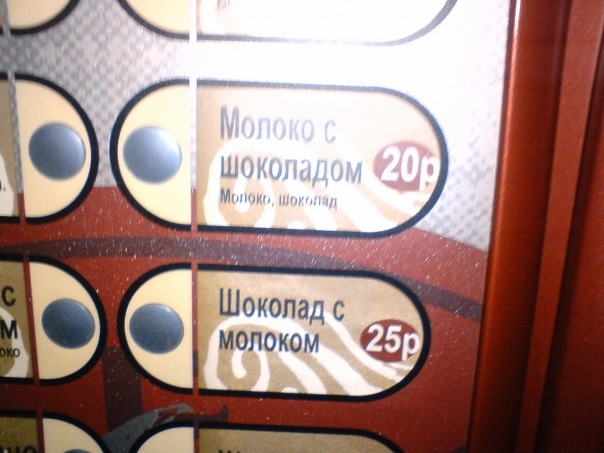 Молоко с
шоколадом
20р
Молоко, шоколад
Шоколад с
молоком
25р
с
м